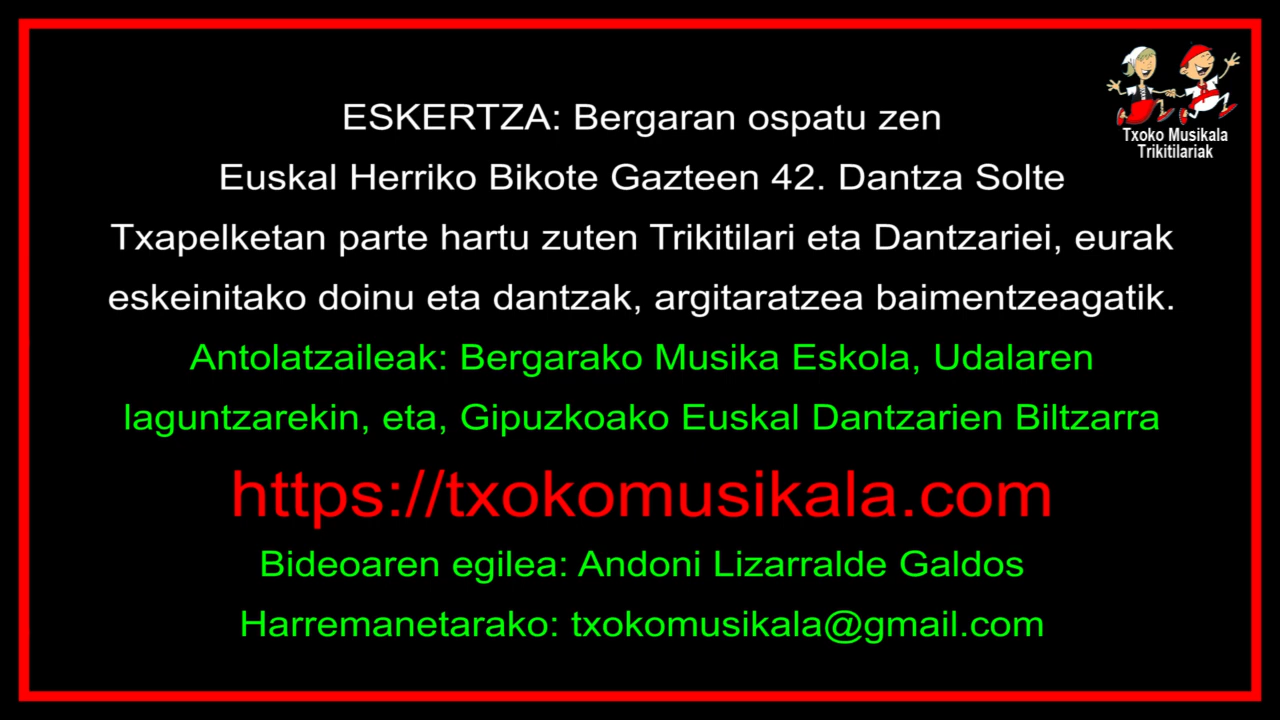 ESKERTZA: Bergaran ospatu zen
Euskal Herriko Bikote Gazteen 42. Dantza Solte
Txapelketan parte hartu zuten Trikitilari eta Dantzariei, eurak
eskeinitako doinu eta dantzak, argitaratzea baimentzeagatik.
Antolatzaileak: Bergarako Musika Eskola, Udalaren
laguntzarekin, eta, Gipuzkoako Euskal Dantzarien Biltzarra
https://txokomusikala.com
Bideoaren egilea: Andoni Lizarralde Galdos
Harremanetarako: txokomusikala@gmail.com
Txoko Musikala
Trikitilariak